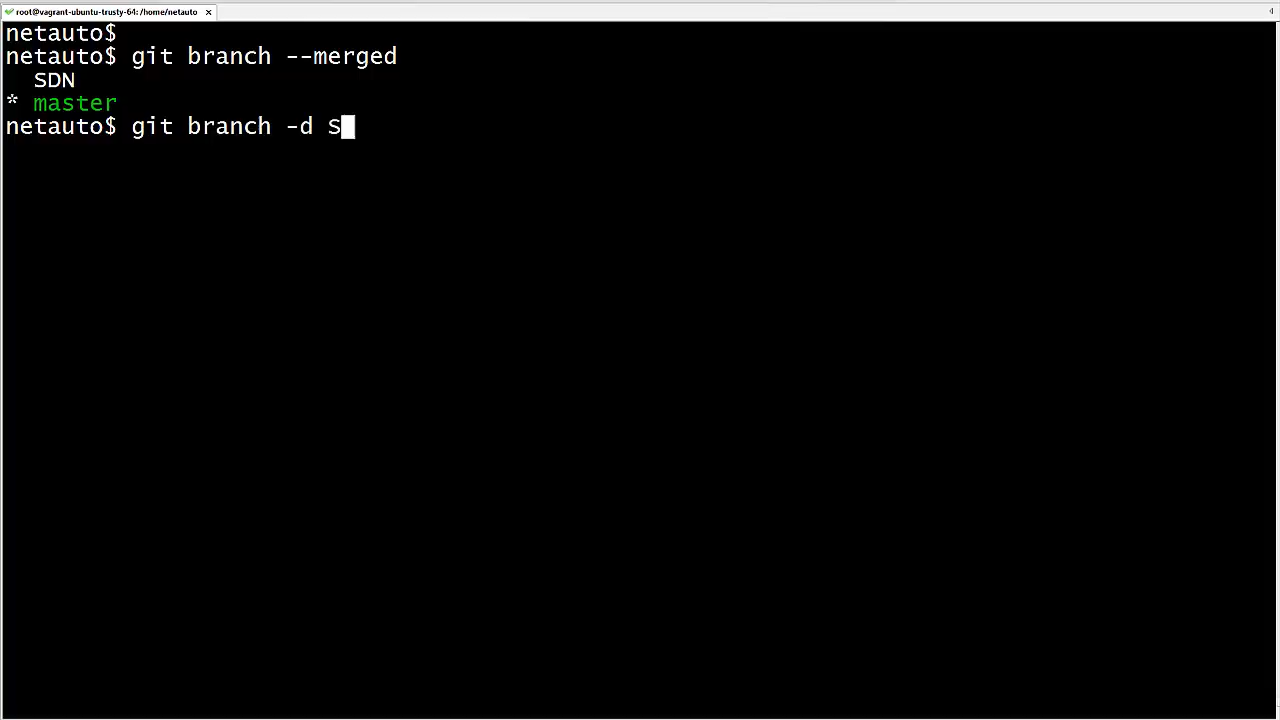 root@vagrant-ubuntu-trusty-64: /home/netauto
netauto$
netauto$ git branch --merged
SDN
* master
netauto$ git branch -d S